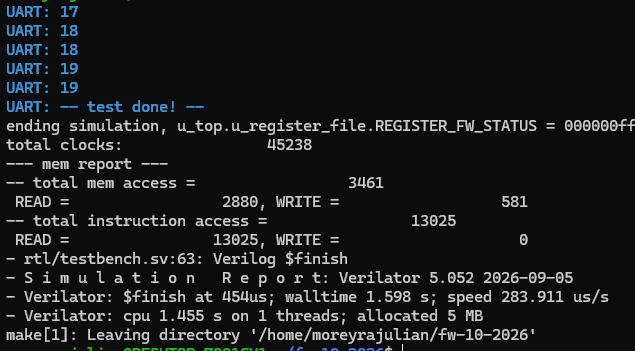 UART: 17
UART: 18
UART: 18
UART: 19
UART: 19
UART: -- test done! --
ending simulation, u_top.u_register_file.REGISTER_FW_STATUS = 000000ff
total clocks:                45238
--- mem report ---
-- total mem access =                 3461
 READ =                 2880, WRITE =                  581
-- total instruction access =                13025
 READ =                13025, WRITE =                    0
- rtl/testbench.sv:63: Verilog $finish
- S i m u l a t i o n   R e p o r t: Verilator 5.052 2026-09-05
- Verilator: $finish at 454us; walltime 1.598 s; speed 283.911 us/s
- Verilator: cpu 1.455 s on 1 threads; allocated 5 MB
make[1]: Leaving directory '/home/moreyrajulian/fw-10-2026'